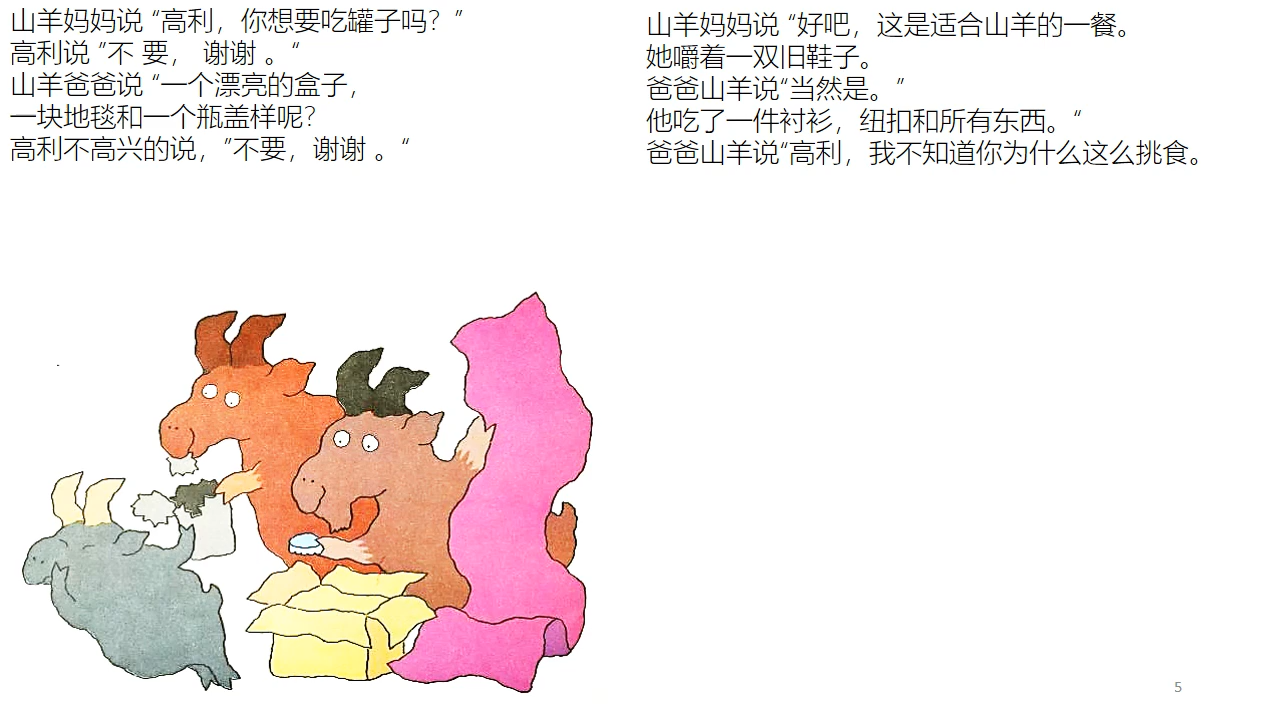 山羊妈妈说 “高利，你想要吃罐子吗？”
高利说 ”不 要， 谢谢 。“
山羊爸爸说 “一个漂亮的盒子，
一块地毯和一个瓶盖样呢？
高利不高兴的说，”不要，谢谢 。“
山羊妈妈说 “好吧，这是适合山羊的一餐。
她嚼着一双旧鞋子。
爸爸山羊说“当然是。”
他吃了一件衬衫，纽扣和所有东西。“
爸爸山羊说“高利，我不知道你为什么这么挑食。
5